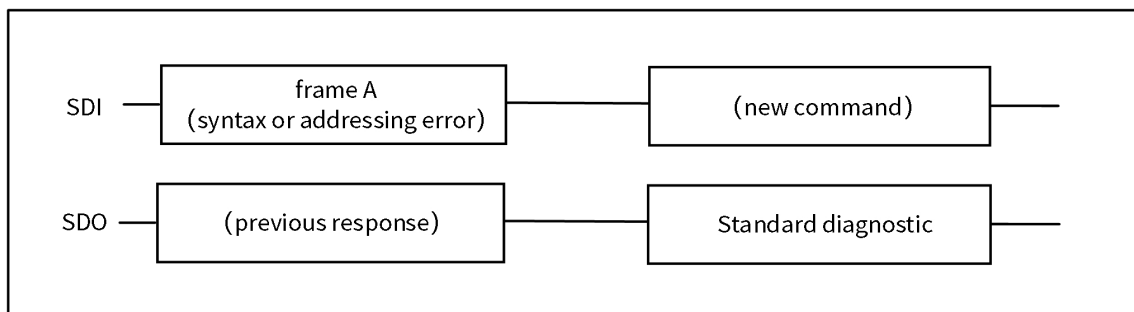 SDI
frame A
(syntax or addressing error)
(new command)
SDO
(previous response)
Standard diagnostic